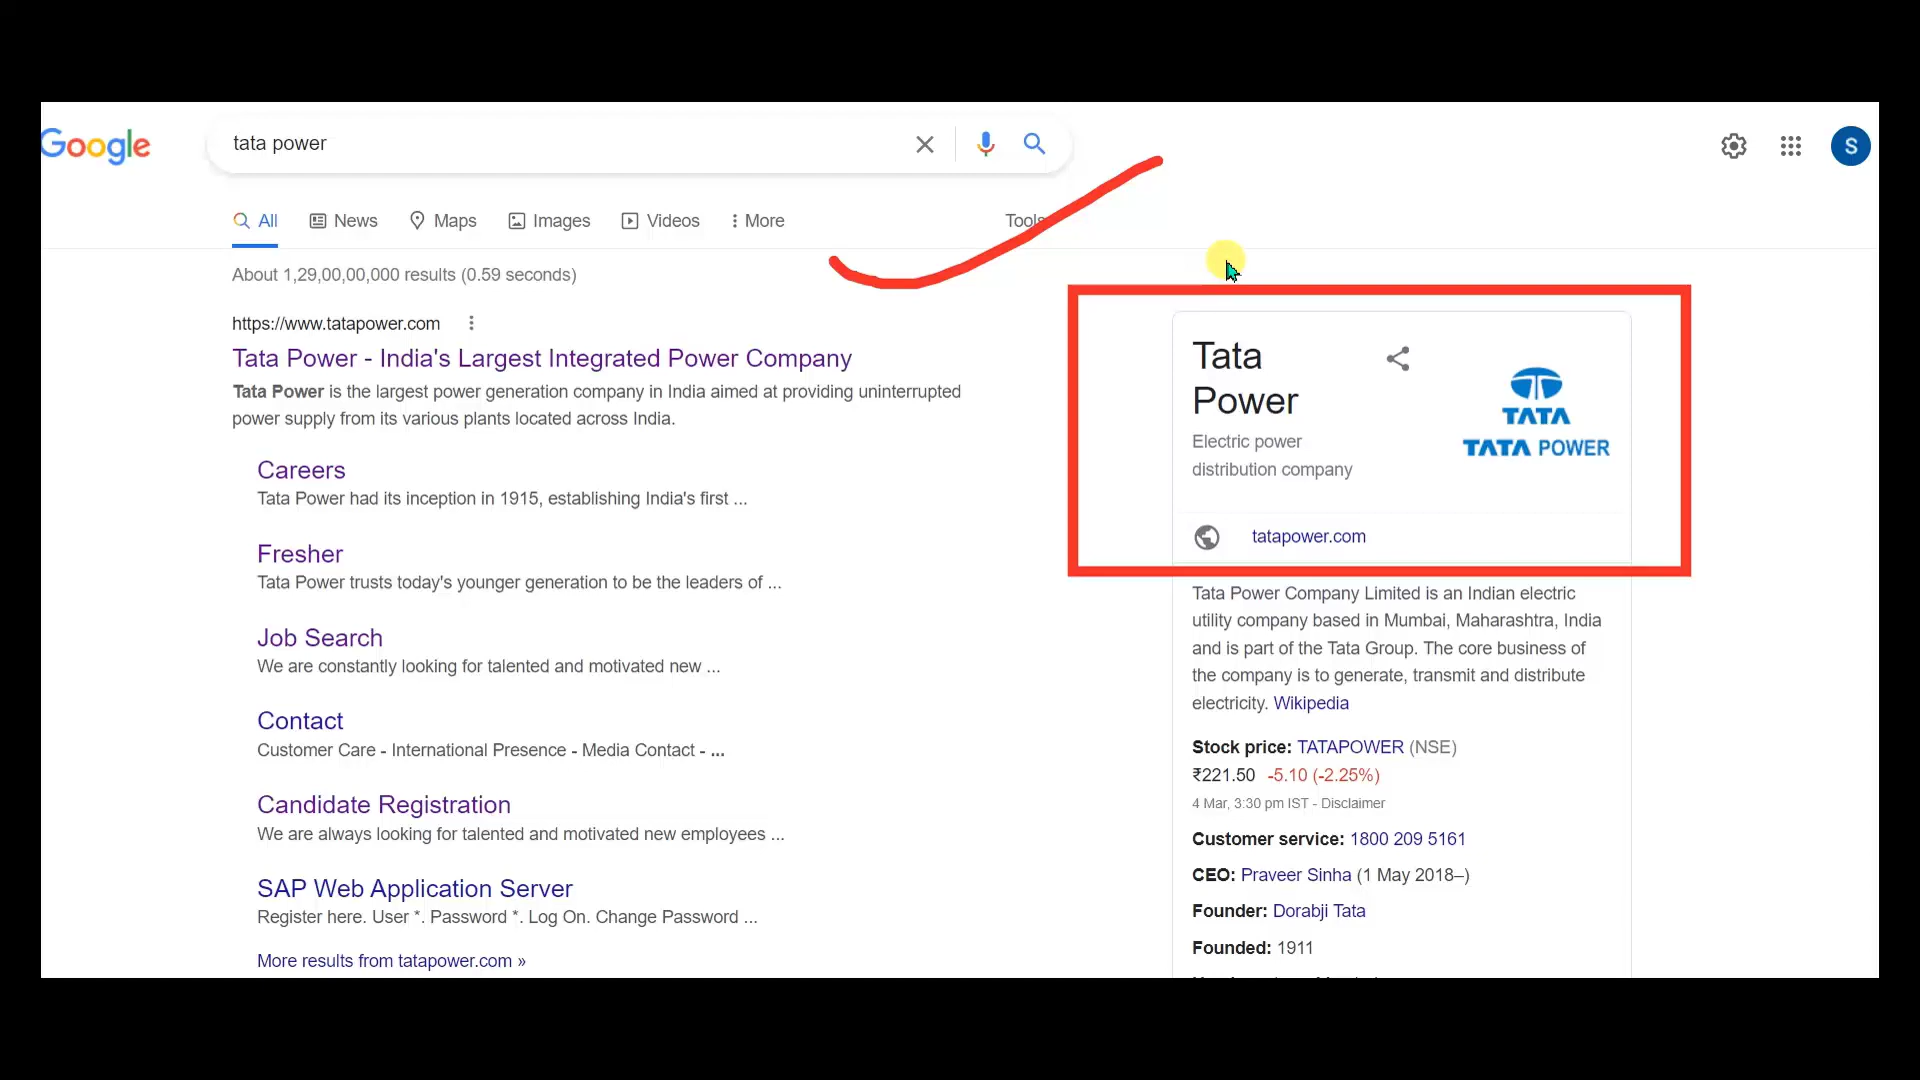 Google
tata power
S
All
News
Maps
Images
Videos
More
Tools
About 1,29,00,00,000 results (0.59 seconds)
https://www.tatapower.com
Tata Power - India's Largest Integrated Power Company
Tata Power is the largest power generation company in India aimed at providing uninterrupted
power supply from its various plants located across India.
Careers
Tata Power had its inception in 1915, establishing India's first ...
Fresher
Tata Power trusts today's younger generation to be the leaders of ...
Job Search
We are constantly looking for talented and motivated new ...
Contact
Customer Care - International Presence - Media Contact - ...
Candidate Registration
We are always looking for talented and motivated new employees ...
SAP Web Application Server
Register here. User *. Password *. Log On. Change Password ...
More results from tatapower.com »
Tata
Power
Electric power
distribution company
TATA
TATA POWER
tatapower.com
Tata Power Company Limited is an Indian electric
utility company based in Mumbai, Maharashtra, India
and is part of the Tata Group. The core business of
the company is to generate, transmit and distribute
electricity. Wikipedia
Stock price: TATAPOWER (NSE)
₹221.50 -5.10 (-2.25%)
4 Mar, 3:30 pm IST - Disclaimer
Customer service: 1800 209 5161
CEO: Praveer Sinha (1 May 2018–)
Founder: Dorabji Tata
Founded: 1911